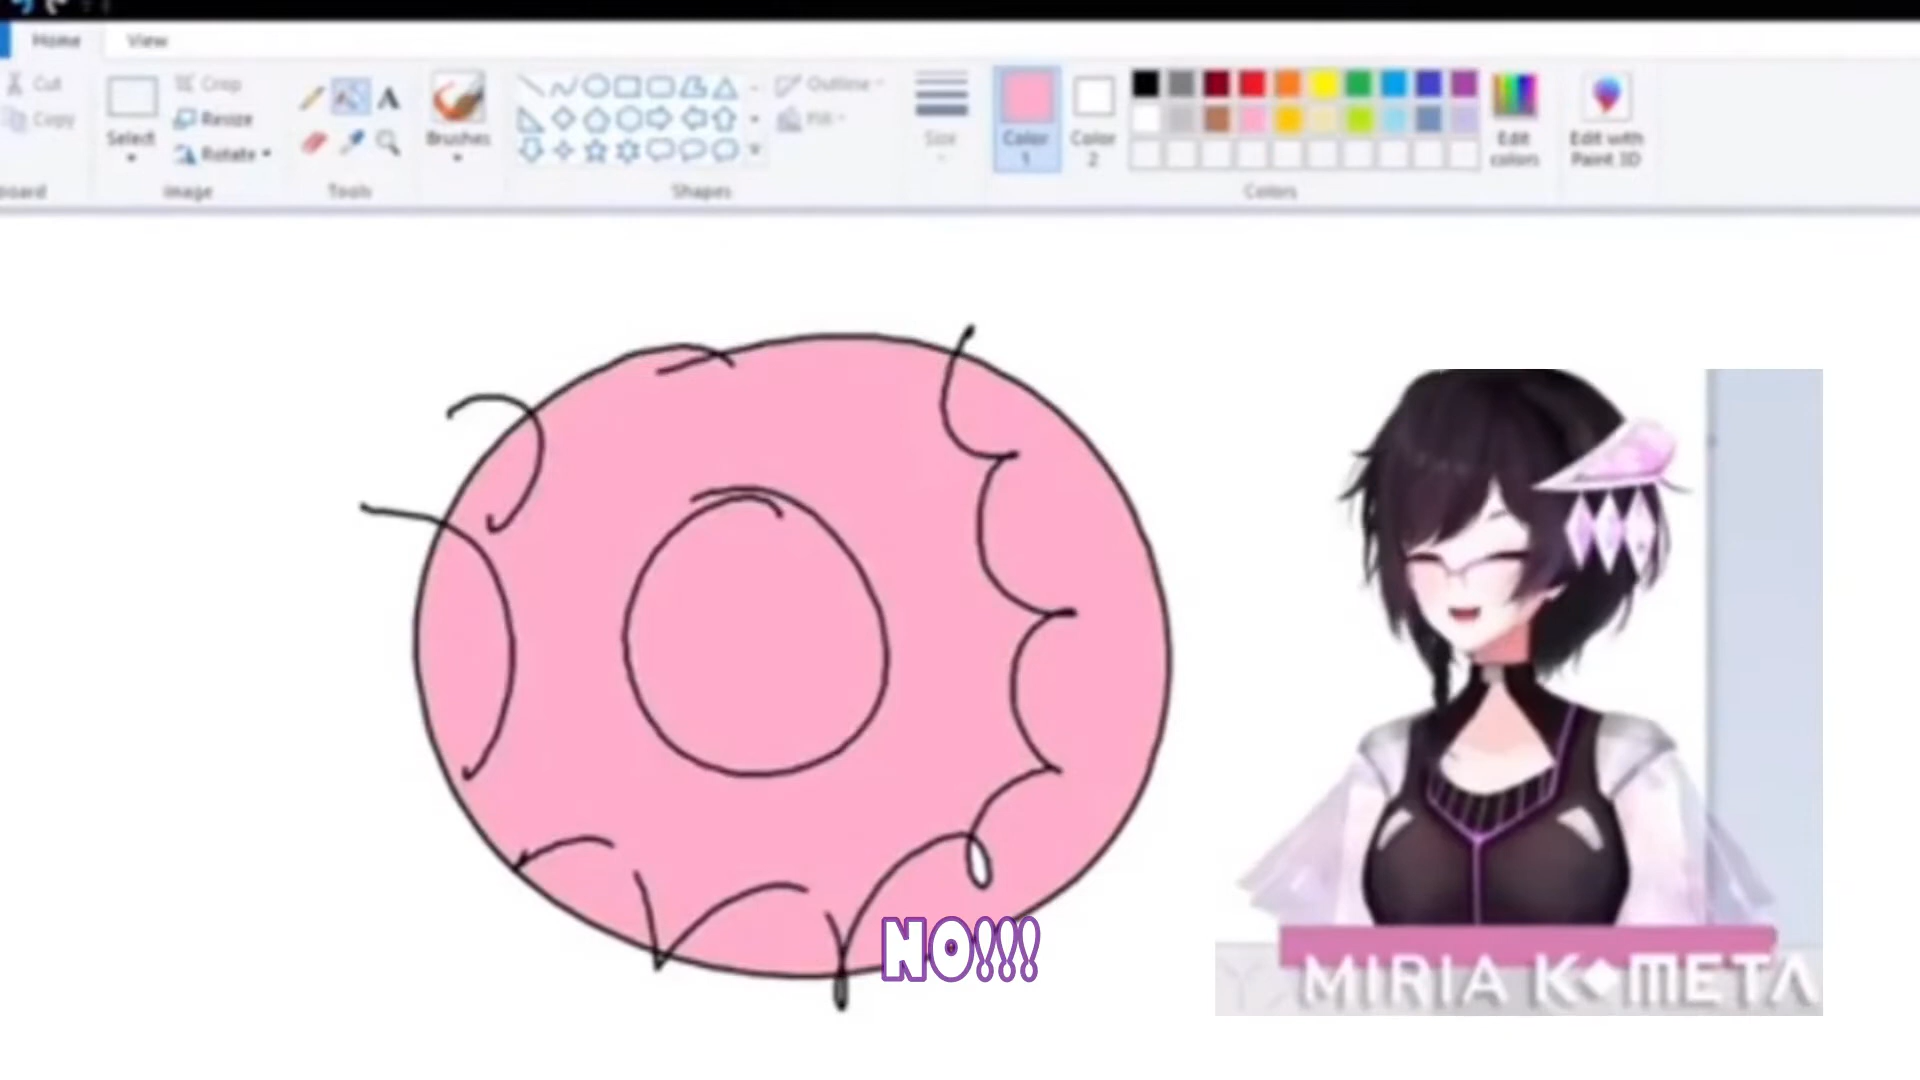 Home View
Cut
Copy
Select
Crop
Resize
Rotate
Brushes
Outline
Fill
Size
Color 1
Color 2
Edit colors
Edit with Paint 3D
Image
Tools
Shapes
Colors
A
NO!!!
MIRIA KOMETA